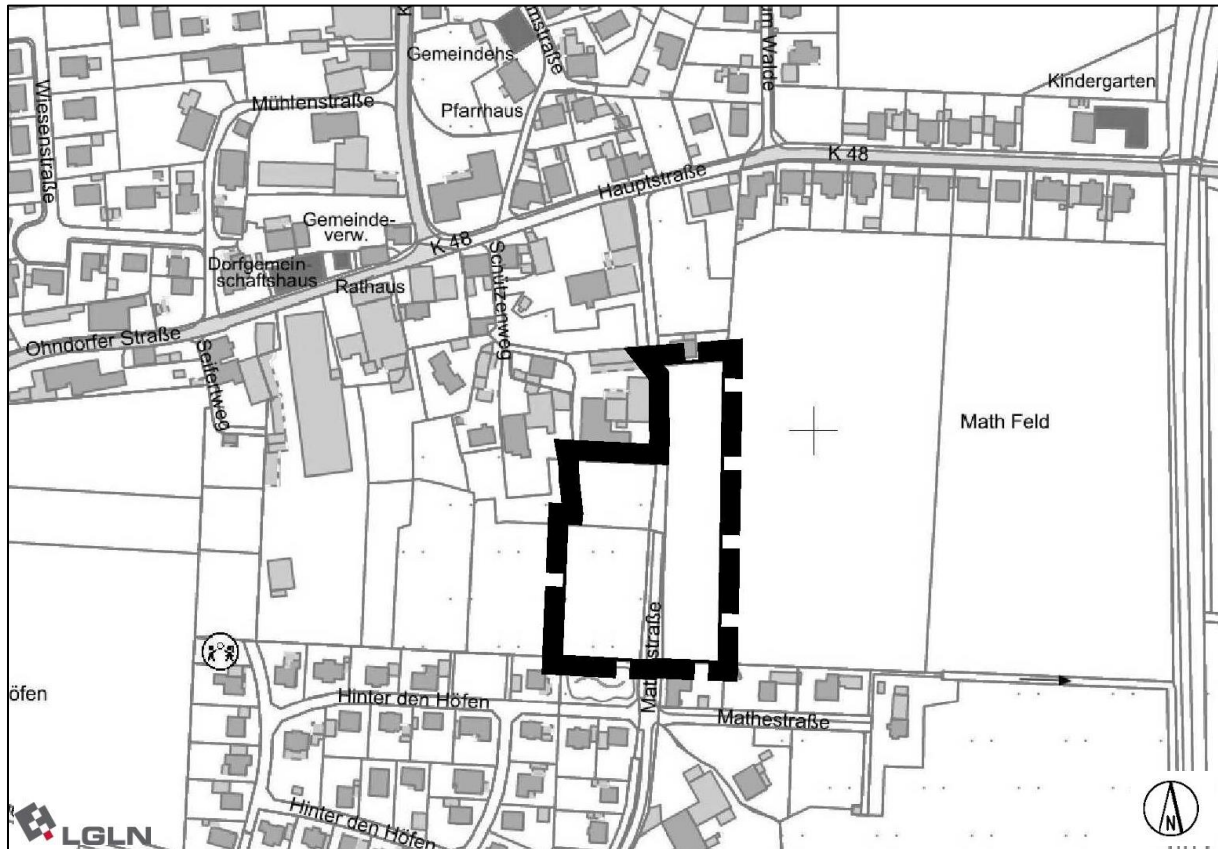 Gemeindehs.
Pfarrhaus
Mühlenstraße
Wiesenstraße
Kindergarten
K 48
Hauptstraße
Gemeinde-
verw.
K 48
Dorfgemein-
schaftshaus
Rathaus
Schützenweg
Ohndorfer Straße
Seifertweg
Math Feld
Mathestraße
Hinter den Höfen
Mathestraße
Hinter den Höfen
öfen
LGLN
N